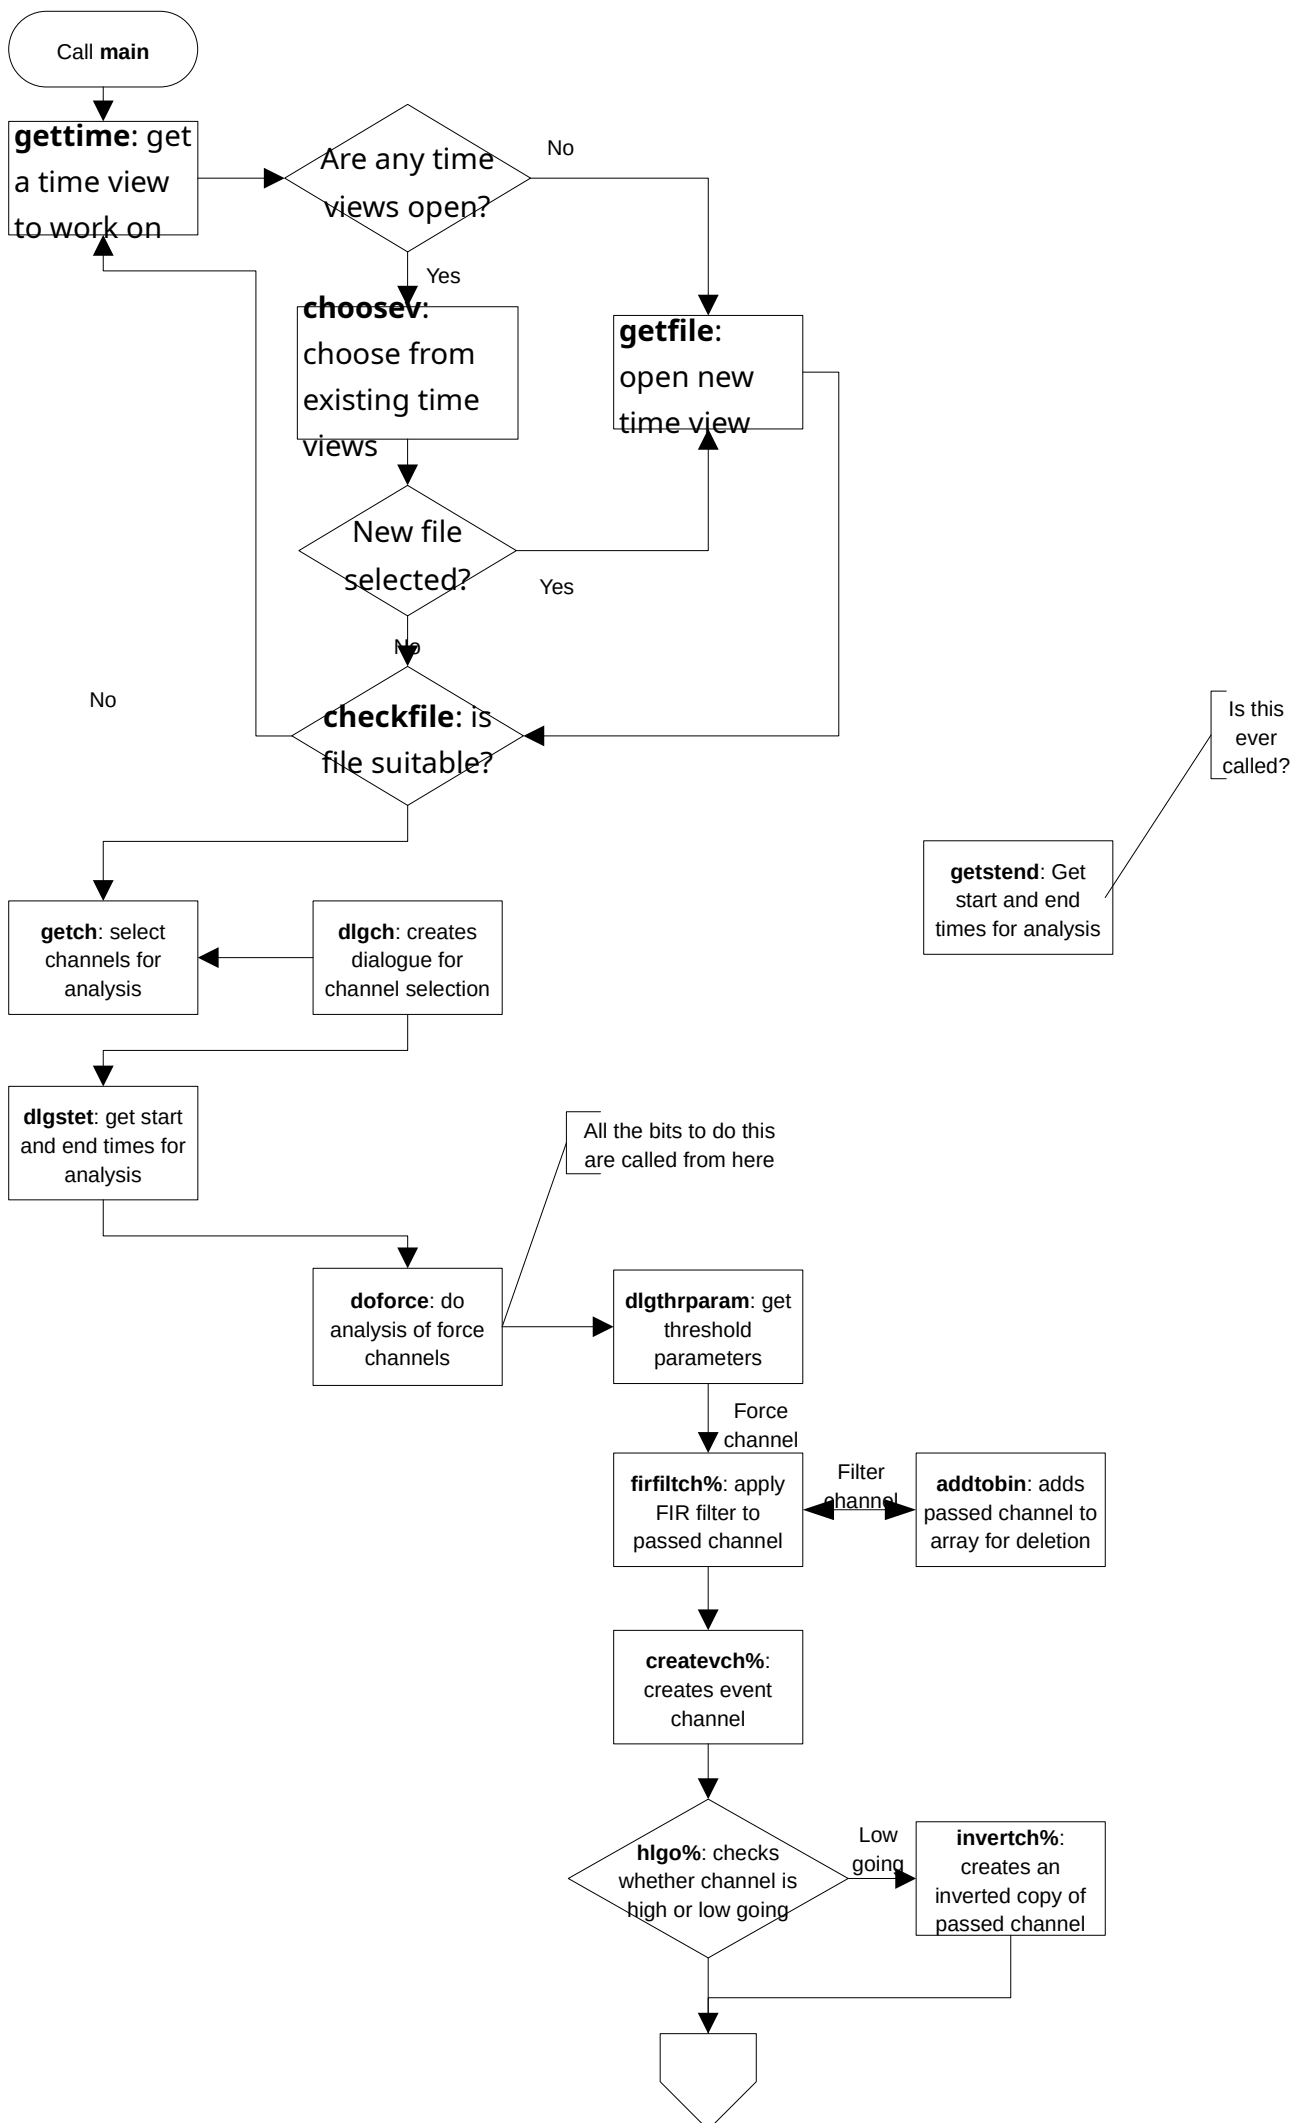 Call main
gettime: get
a time view
to work on
Are any time
views open?
No
Yes
choosev:
choose from
existing time
views
getfile:
open new
time view
New file
selected?
Yes
No
No
checkfile: is
file suitable?
Is this
ever
called?
getstend: Get
start and end
times for analysis
getch: select
channels for
analysis
dlgch: creates
dialogue for
channel selection
dlgstet: get start
and end times for
analysis
All the bits to do this
are called from here
doforce: do
analysis of force
channels
dlgthrparam: get
threshold
parameters
Force
channel
firfiltch%: apply
FIR filter to
passed channel
Filter
channel
addtobin: adds
passed channel to
array for deletion
createvch%:
creates event
channel
hlgo%: checks
whether channel is
high or low going
Low
going
invertch%:
creates an
inverted copy of
passed channel